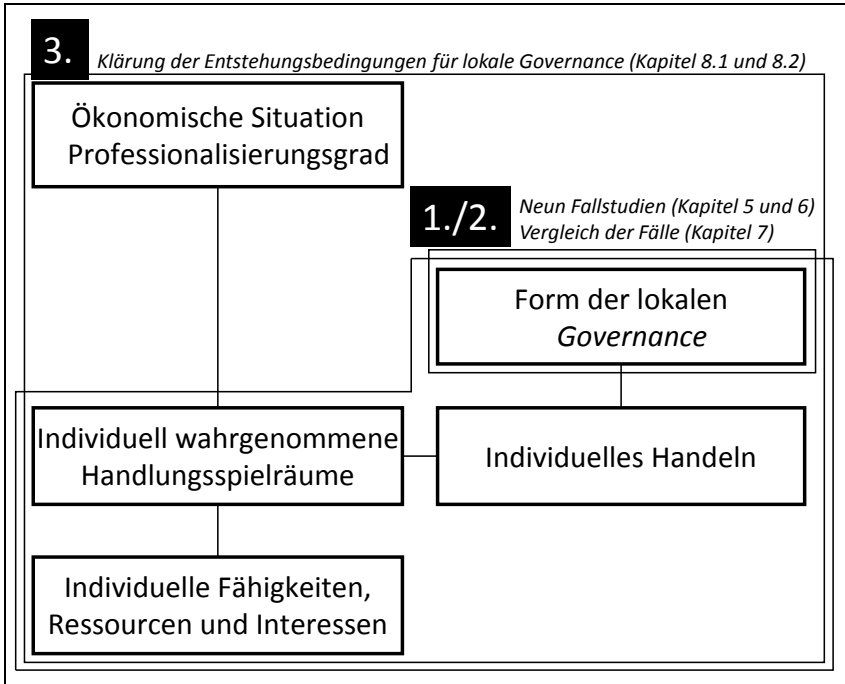 3. Klärung der Entstehungsbedingungen für lokale Governance (Kapitel 8.1 und 8.2)
Ökonomische Situation
Professionalisierungsgrad
1./2. Neun Fallstudien (Kapitel 5 und 6)
Vergleich der Fälle (Kapitel 7)
Form der lokalen
Governance
Individuell wahrgenommene
Handlungsspielräume
Individuelles Handeln
Individuelle Fähigkeiten,
Ressourcen und Interessen